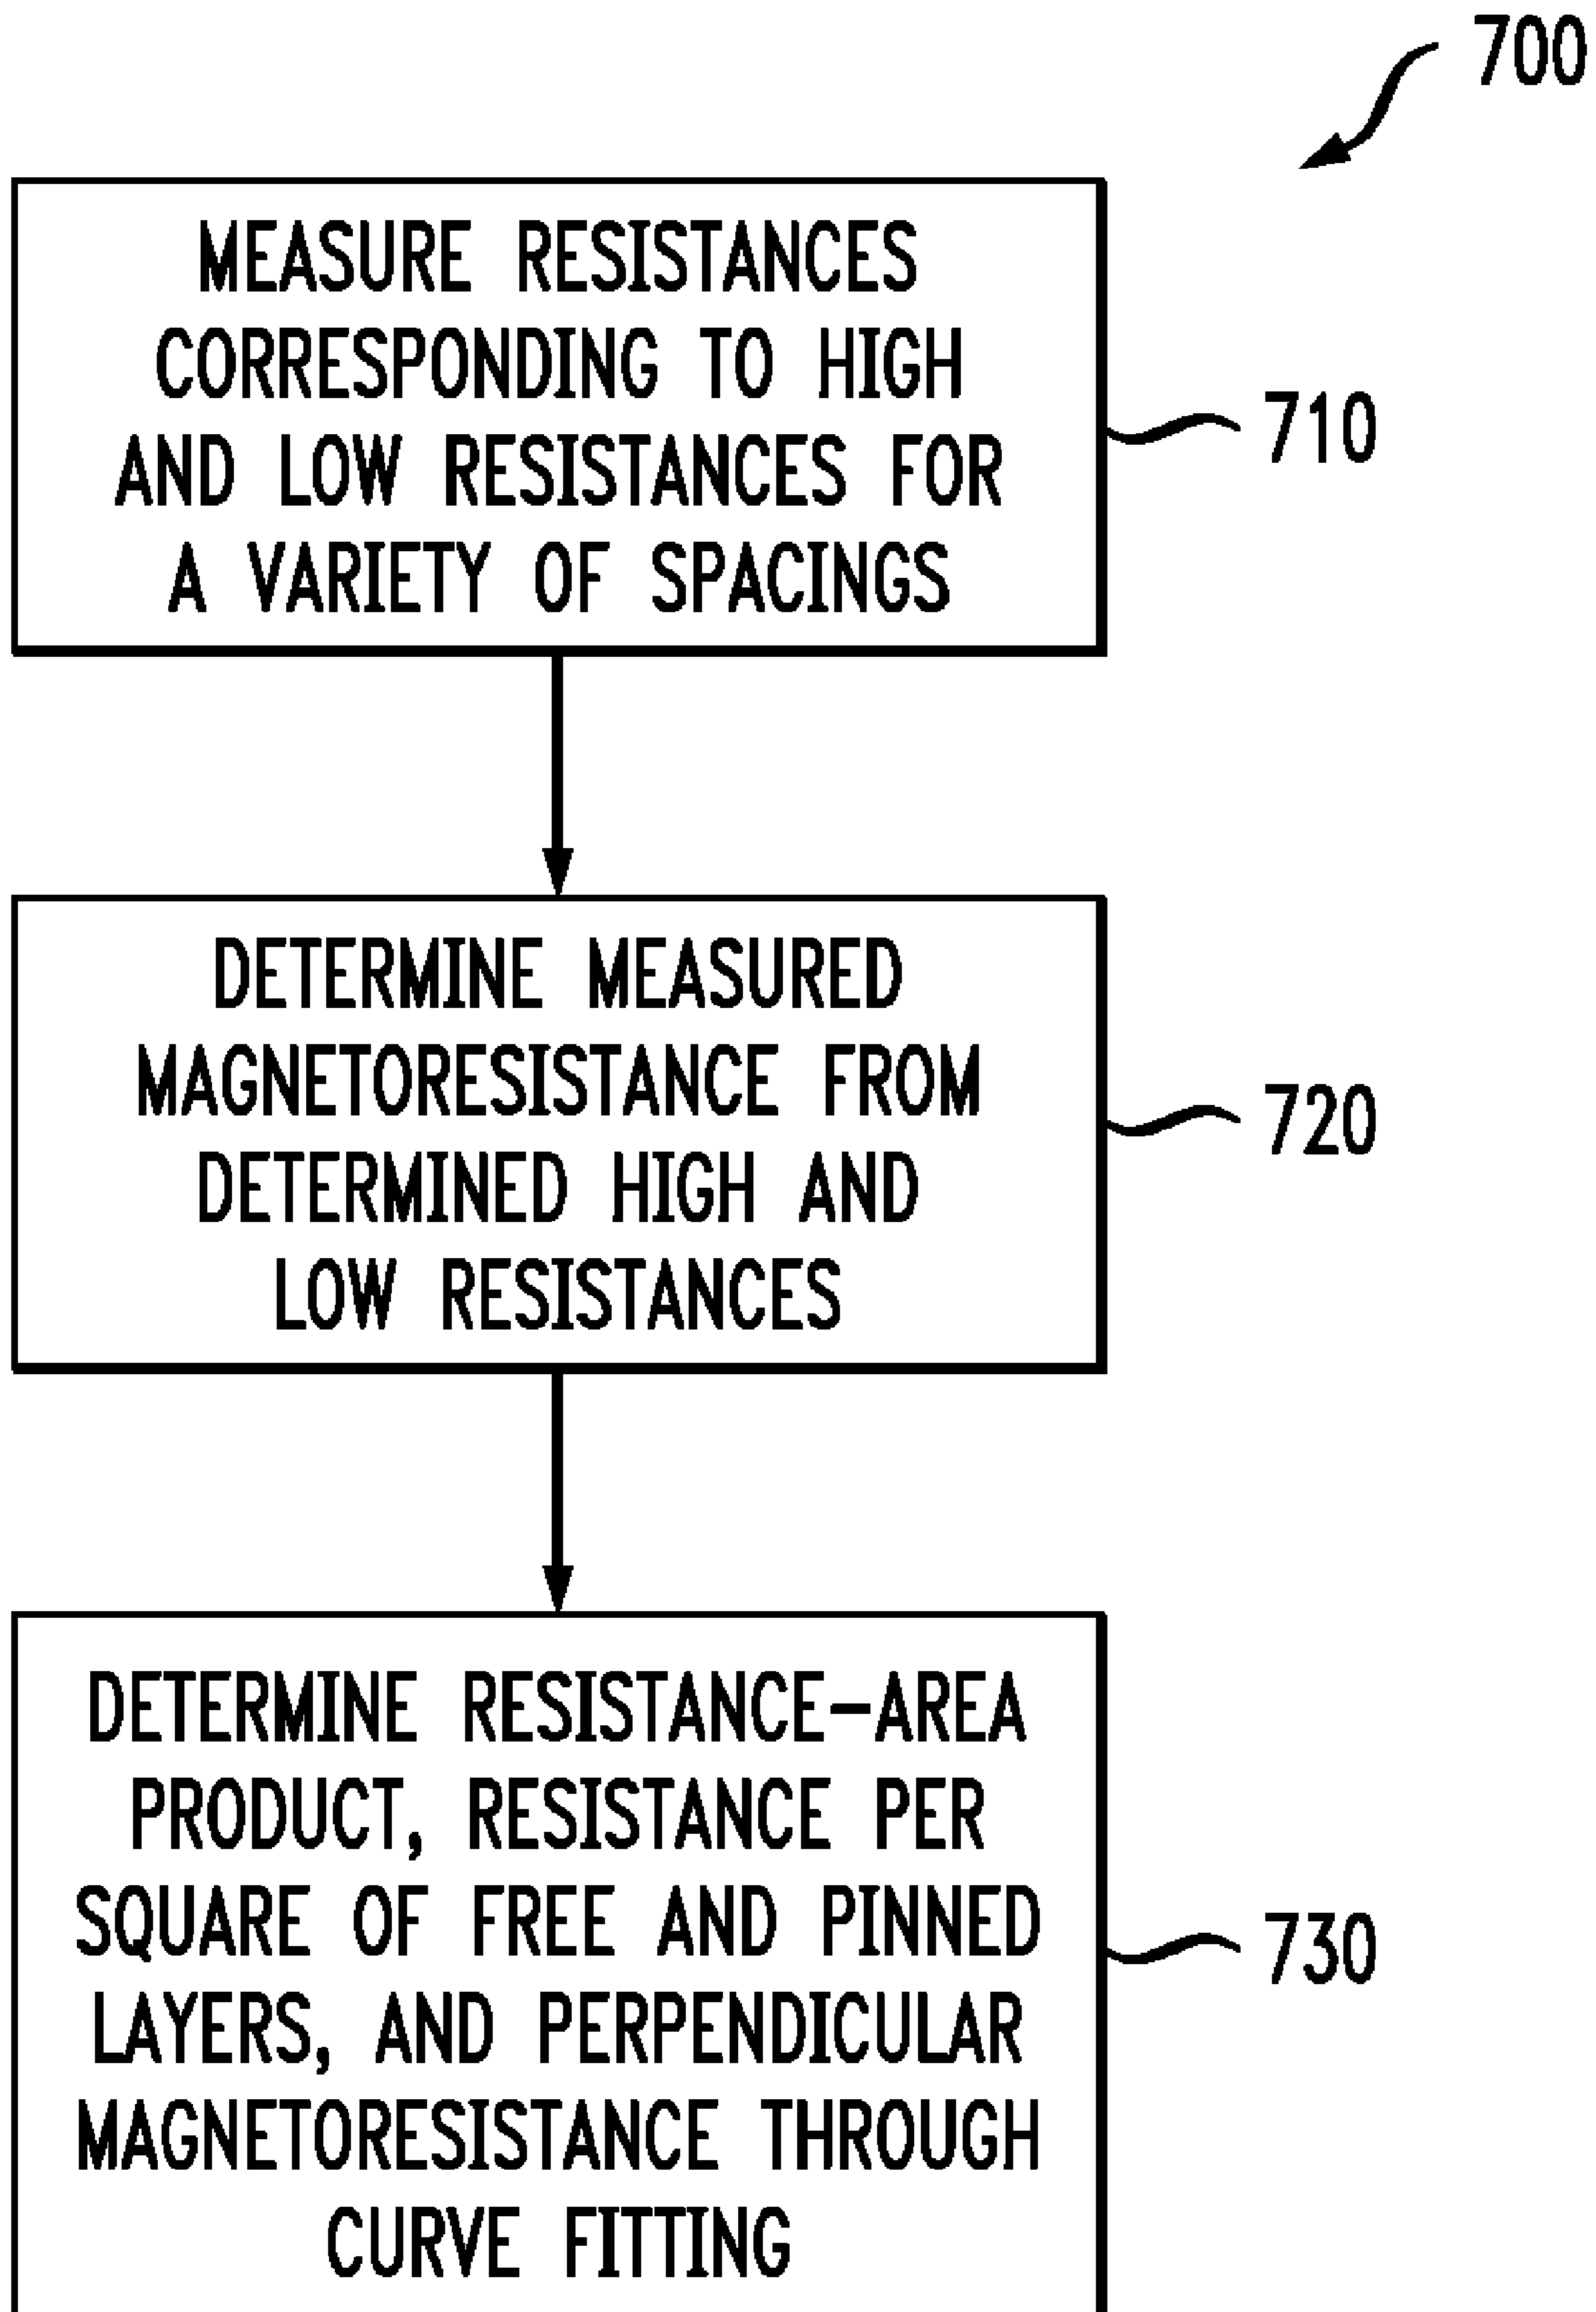 700
MEASURE RESISTANCES
CORRESPONDING TO HIGH
AND LOW RESISTANCES FOR
A VARIETY OF SPACINGS
710
DETERMINE MEASURED
MAGNETORESISTANCE FROM
DETERMINED HIGH AND
LOW RESISTANCES
720
DETERMINE RESISTANCE-AREA
PRODUCT, RESISTANCE PER
SQUARE OF FREE AND PINNED
LAYERS, AND PERPENDICULAR
MAGNETORESISTANCE THROUGH
CURVE FITTING
730